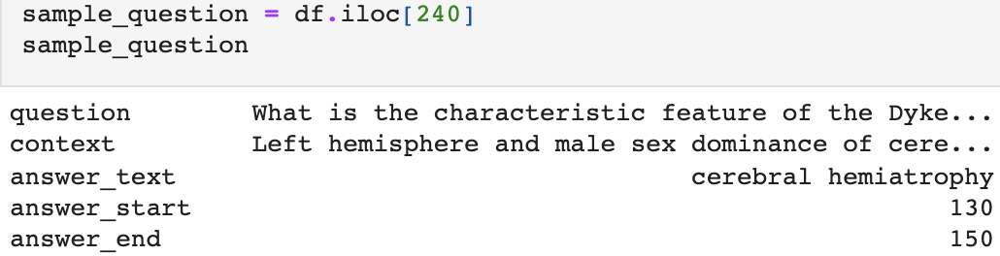 sample_question = df.iloc[240]
sample_question
question What is the characteristic feature of the Dyke...
context Left hemisphere and male sex dominance of cere...
answer_text cerebral hemiatrophy
answer_start 130
answer_end 150